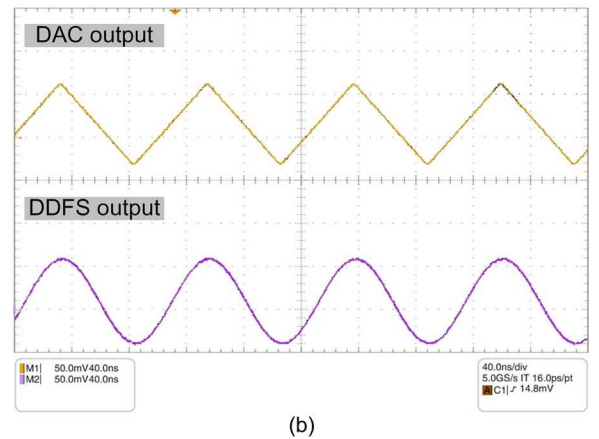 DAC output
DDFS output
M1 50.0mV 40.0ns
M2 50.0mV 40.0ns
40.0ns/div
5.0GS/s IT 16.0ps/pt
A C1 14.8mV
(b)